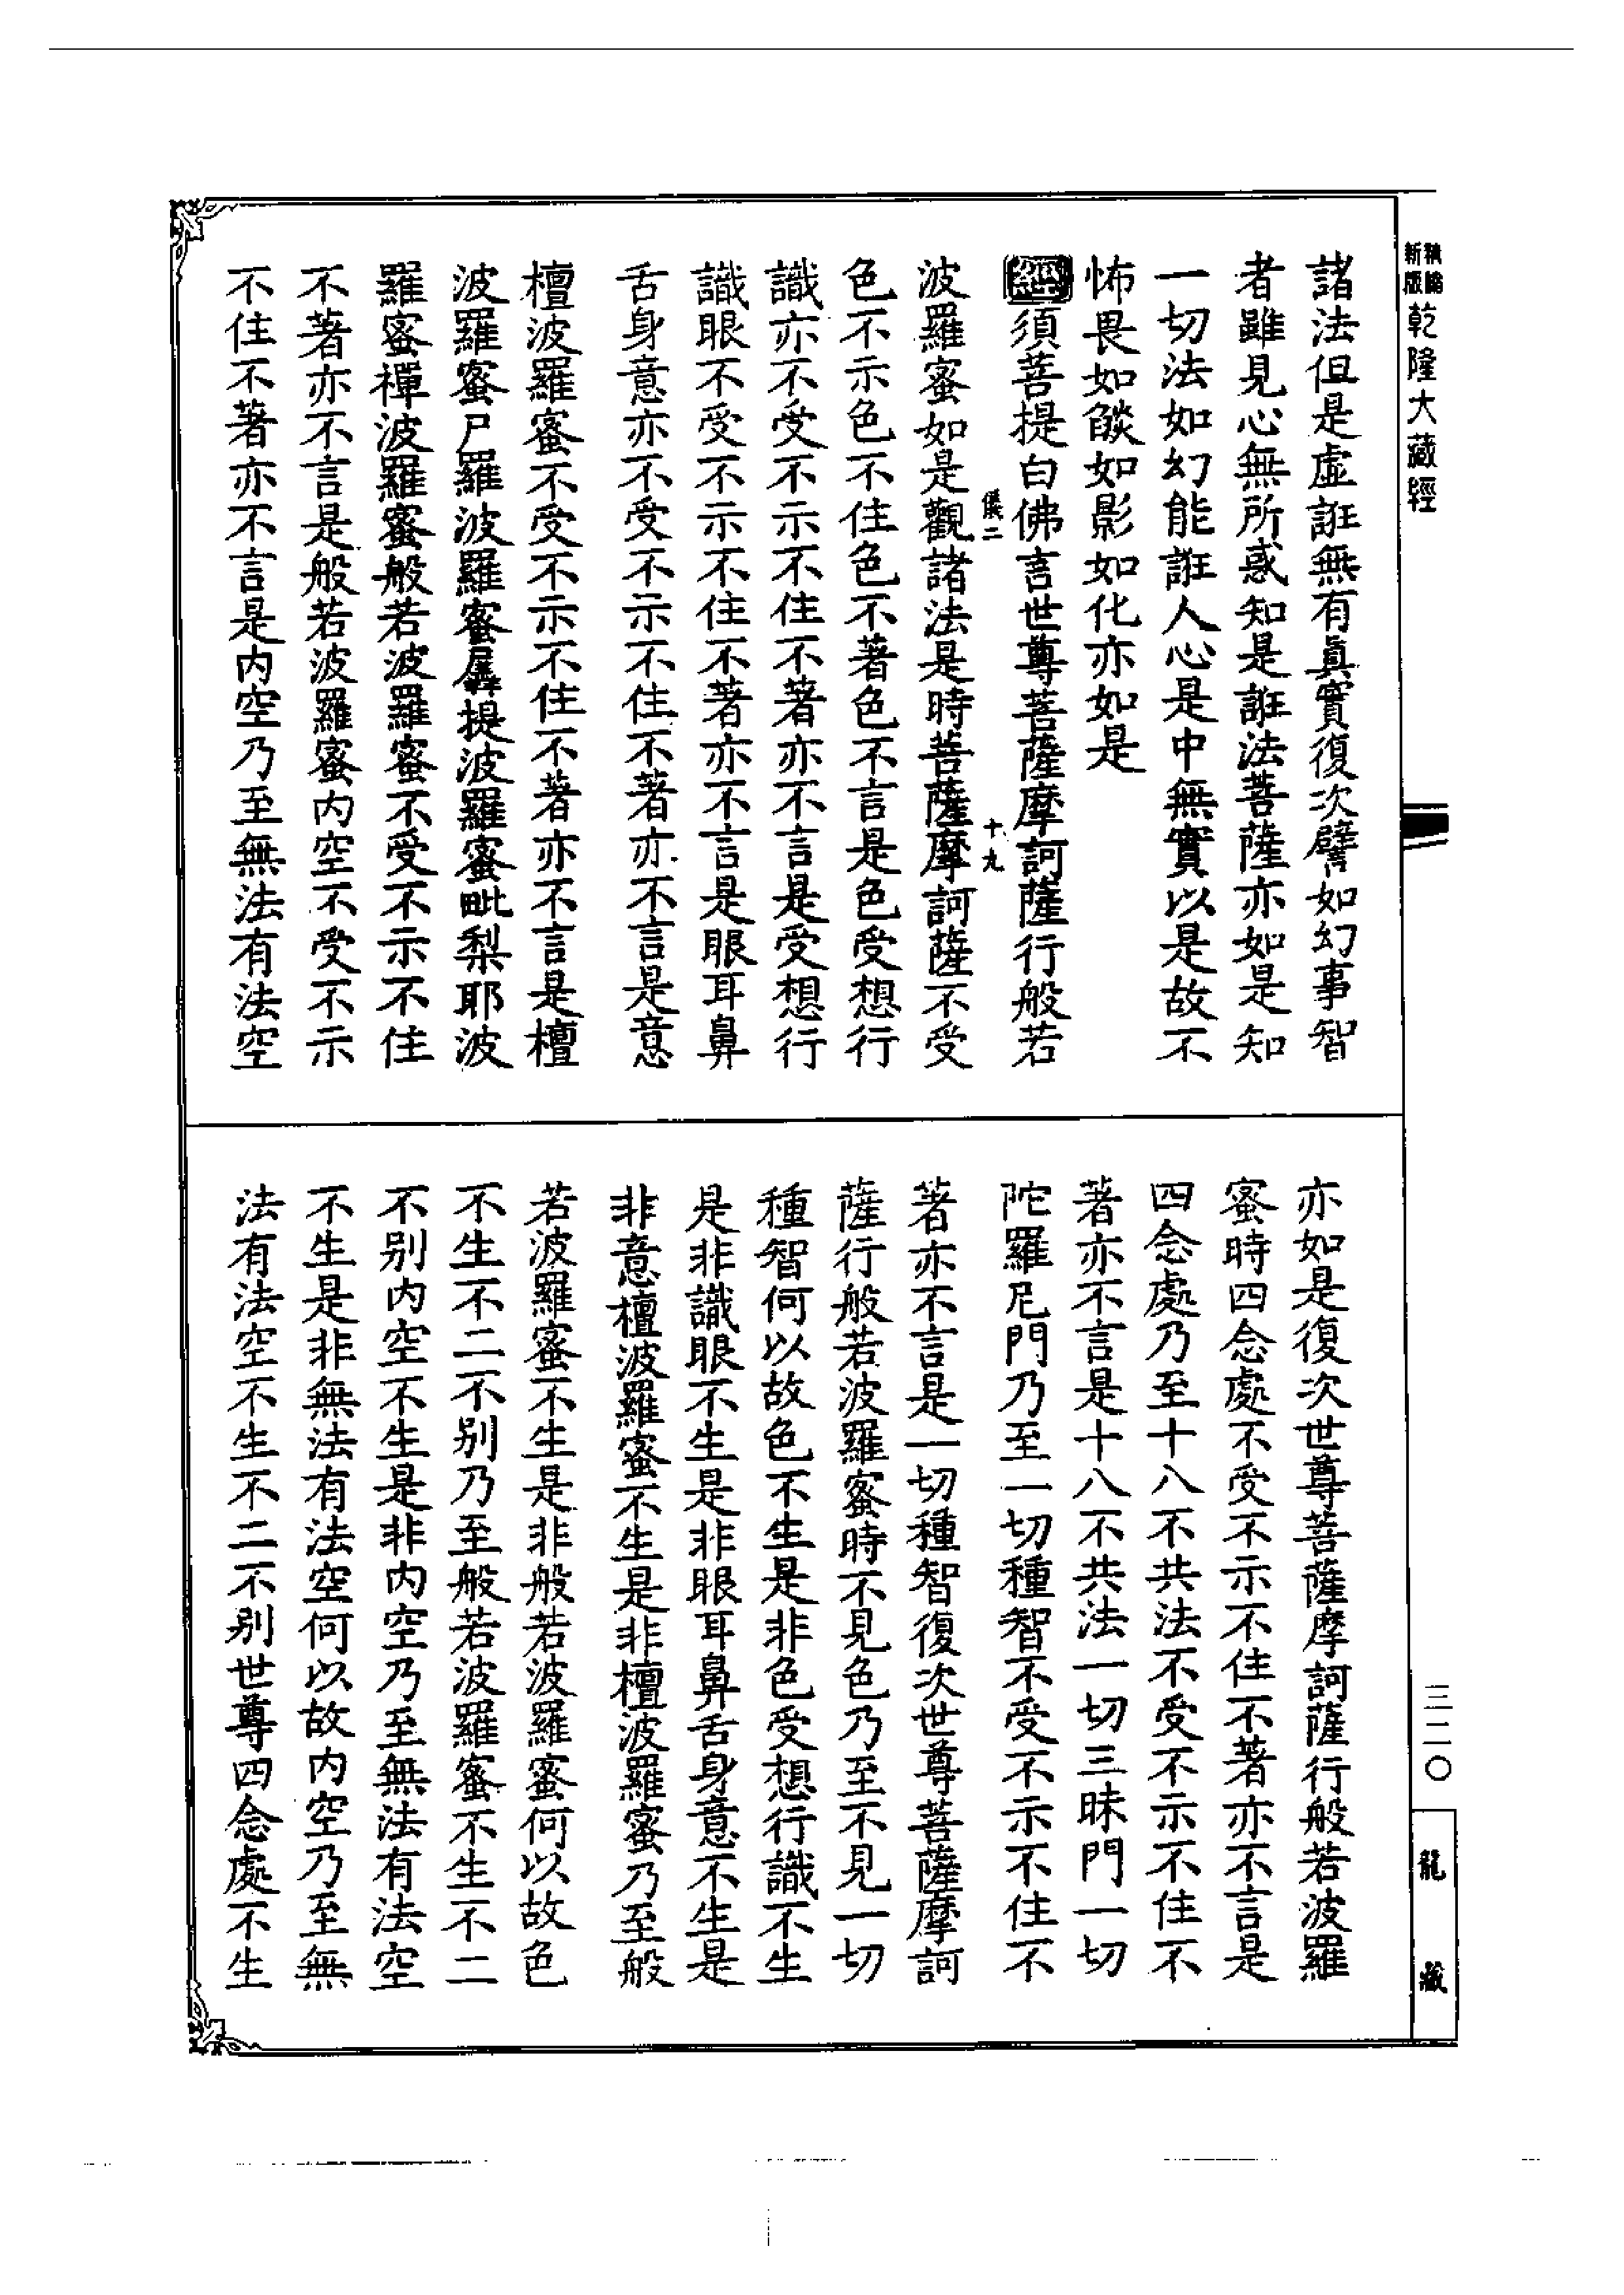 新版精編乾隆大藏經
諸法但是虛誑無有眞實復次譬如幻事智
者雖見心無所惑知是誑法菩薩亦如是知
一切法如幻能誑人心是中無實以是故不
怖畏如燄如影如化亦如是
經須菩提白佛言世尊菩薩摩訶薩行般若
儀二 十九
波羅蜜如是觀諸法是時菩薩摩訶薩不受
色不示色不住色不著色不言是色受想行
識亦不受不示不住不著亦不言是受想行
識眼不受不示不住不著亦不言是眼耳鼻
舌身意亦不受不示不住不著亦不言是意
檀波羅蜜不受不示不住不著亦不言是檀
波羅蜜尸羅波羅蜜羼提波羅蜜毗梨耶波
羅蜜禪波羅蜜般若波羅蜜不受不示不住
不著亦不言是般若波羅蜜內空不受不示
不住不著亦不言是內空乃至無法有法空
亦如是復次世尊菩薩摩訶薩行般若波羅
蜜時四念處不受不示不住不著亦不言是
四念處乃至十八不共法不受不示不住不
著亦不言是十八不共法一切三昧門一切
陀羅尼門乃至一切種智不受不示不住不
著亦不言是一切種智復次世尊菩薩摩訶
薩行般若波羅蜜時不見色乃至不見一切
種智何以故色不生是非色受想行識不生
是非識眼不生是非眼耳鼻舌身意不生是
非意檀波羅蜜不生是非檀波羅蜜乃至般
若波羅蜜不生是非般若波羅蜜何以故色
不生不二不別乃至般若波羅蜜不生不二
不別內空不生是非內空乃至無法有法空
不生是非無法有法空何以故內空乃至無
法有法空不生不二不別世尊四念處不生
三二〇
龍藏